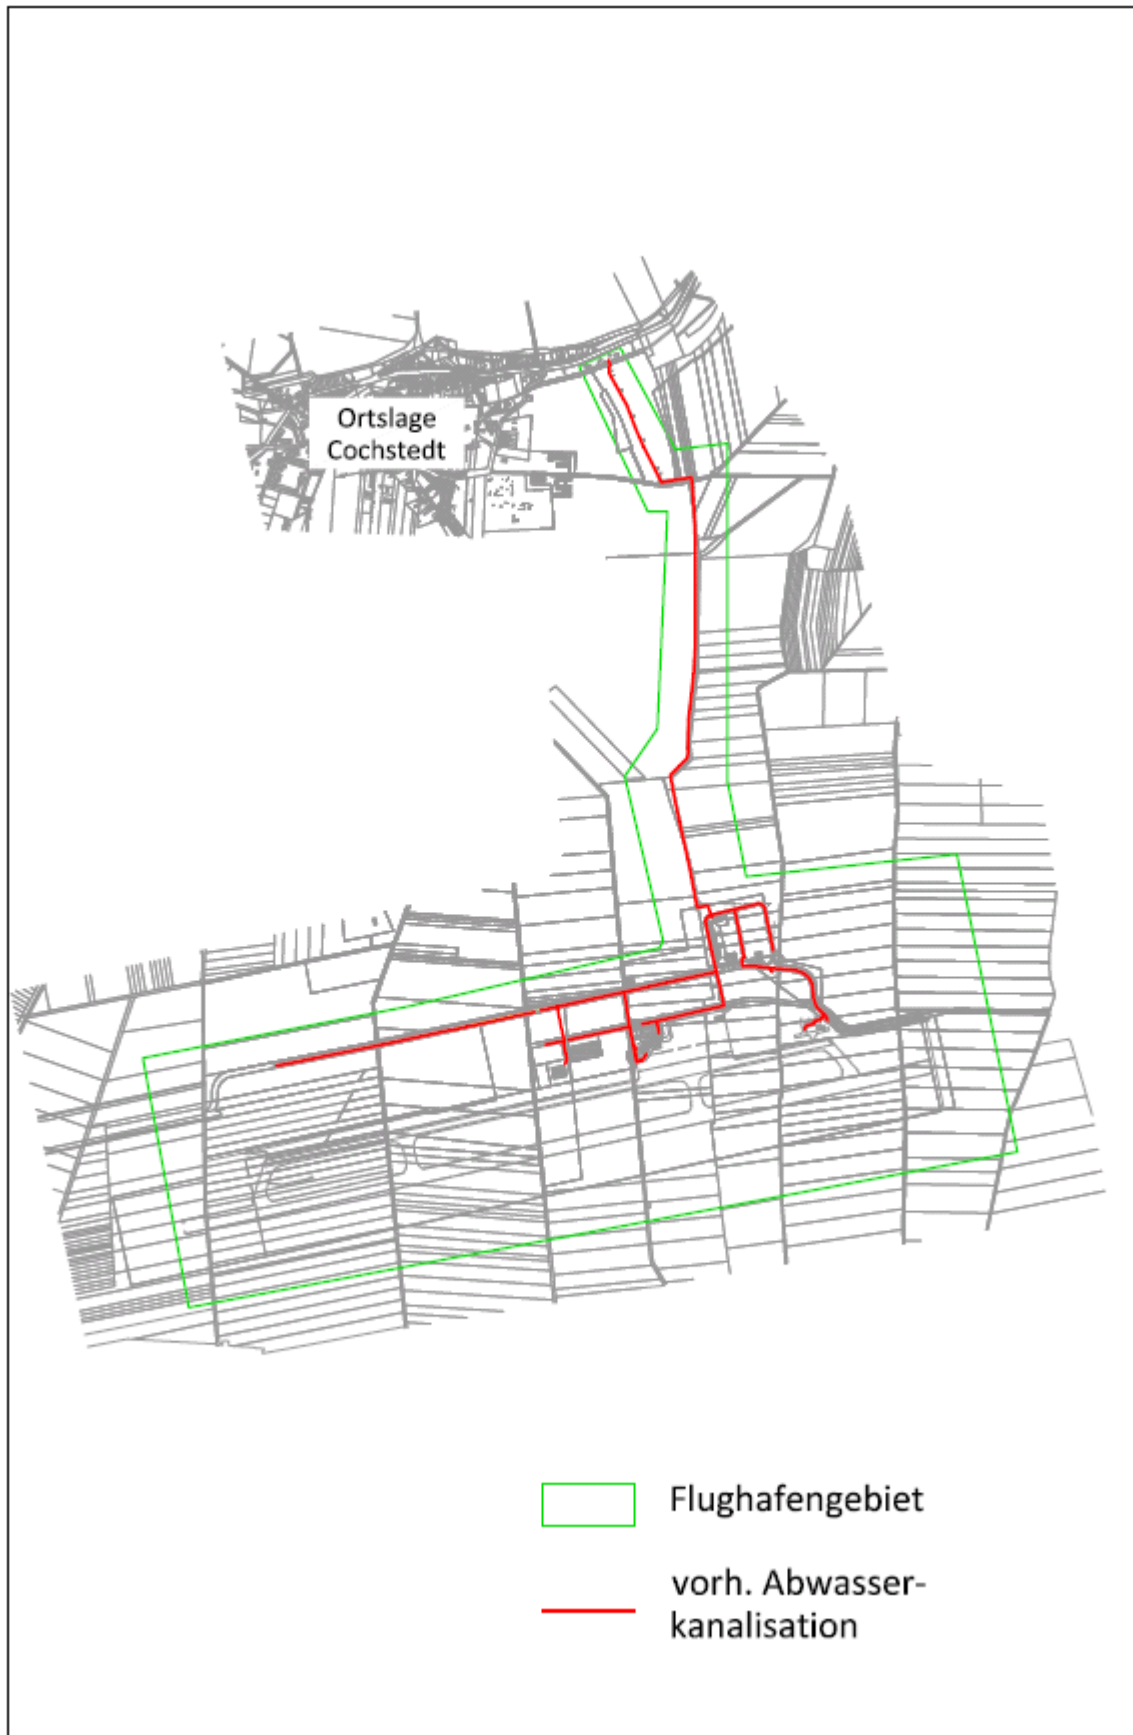 Ortslage
Cochstedt
Flughafengebiet
vorh. Abwasser-
kanalisation